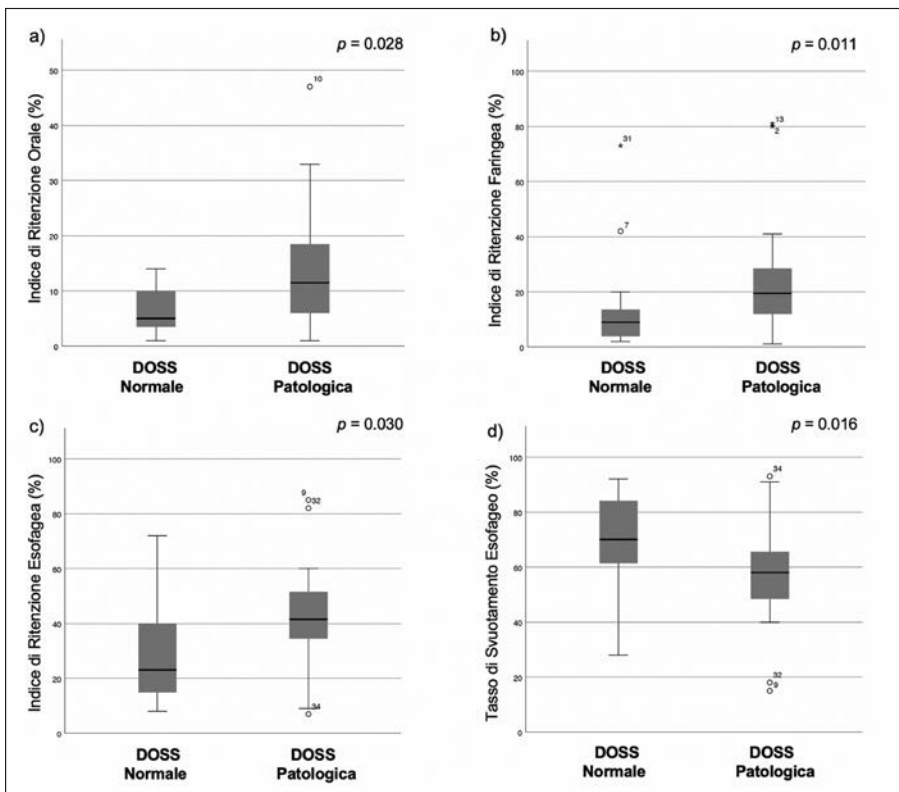 a)
p = 0.028
Indice di Ritenzione Orale (%)
50
40
30
20
10
0
10
DOSS
Normale
DOSS
Patologica
b)
p = 0.011
Indice di Ritenzione Faringea (%)
100
80
60
40
20
0
31
7
13
2
DOSS
Normale
DOSS
Patologica
c)
p = 0.030
Indice di Ritenzione Esofagea (%)
100
80
60
40
20
0
9
32
34
DOSS
Normale
DOSS
Patologica
d)
p = 0.016
Tasso di Svuotamento Esofageo (%)
100
80
60
40
20
0
34
32
9
DOSS
Normale
DOSS
Patologica